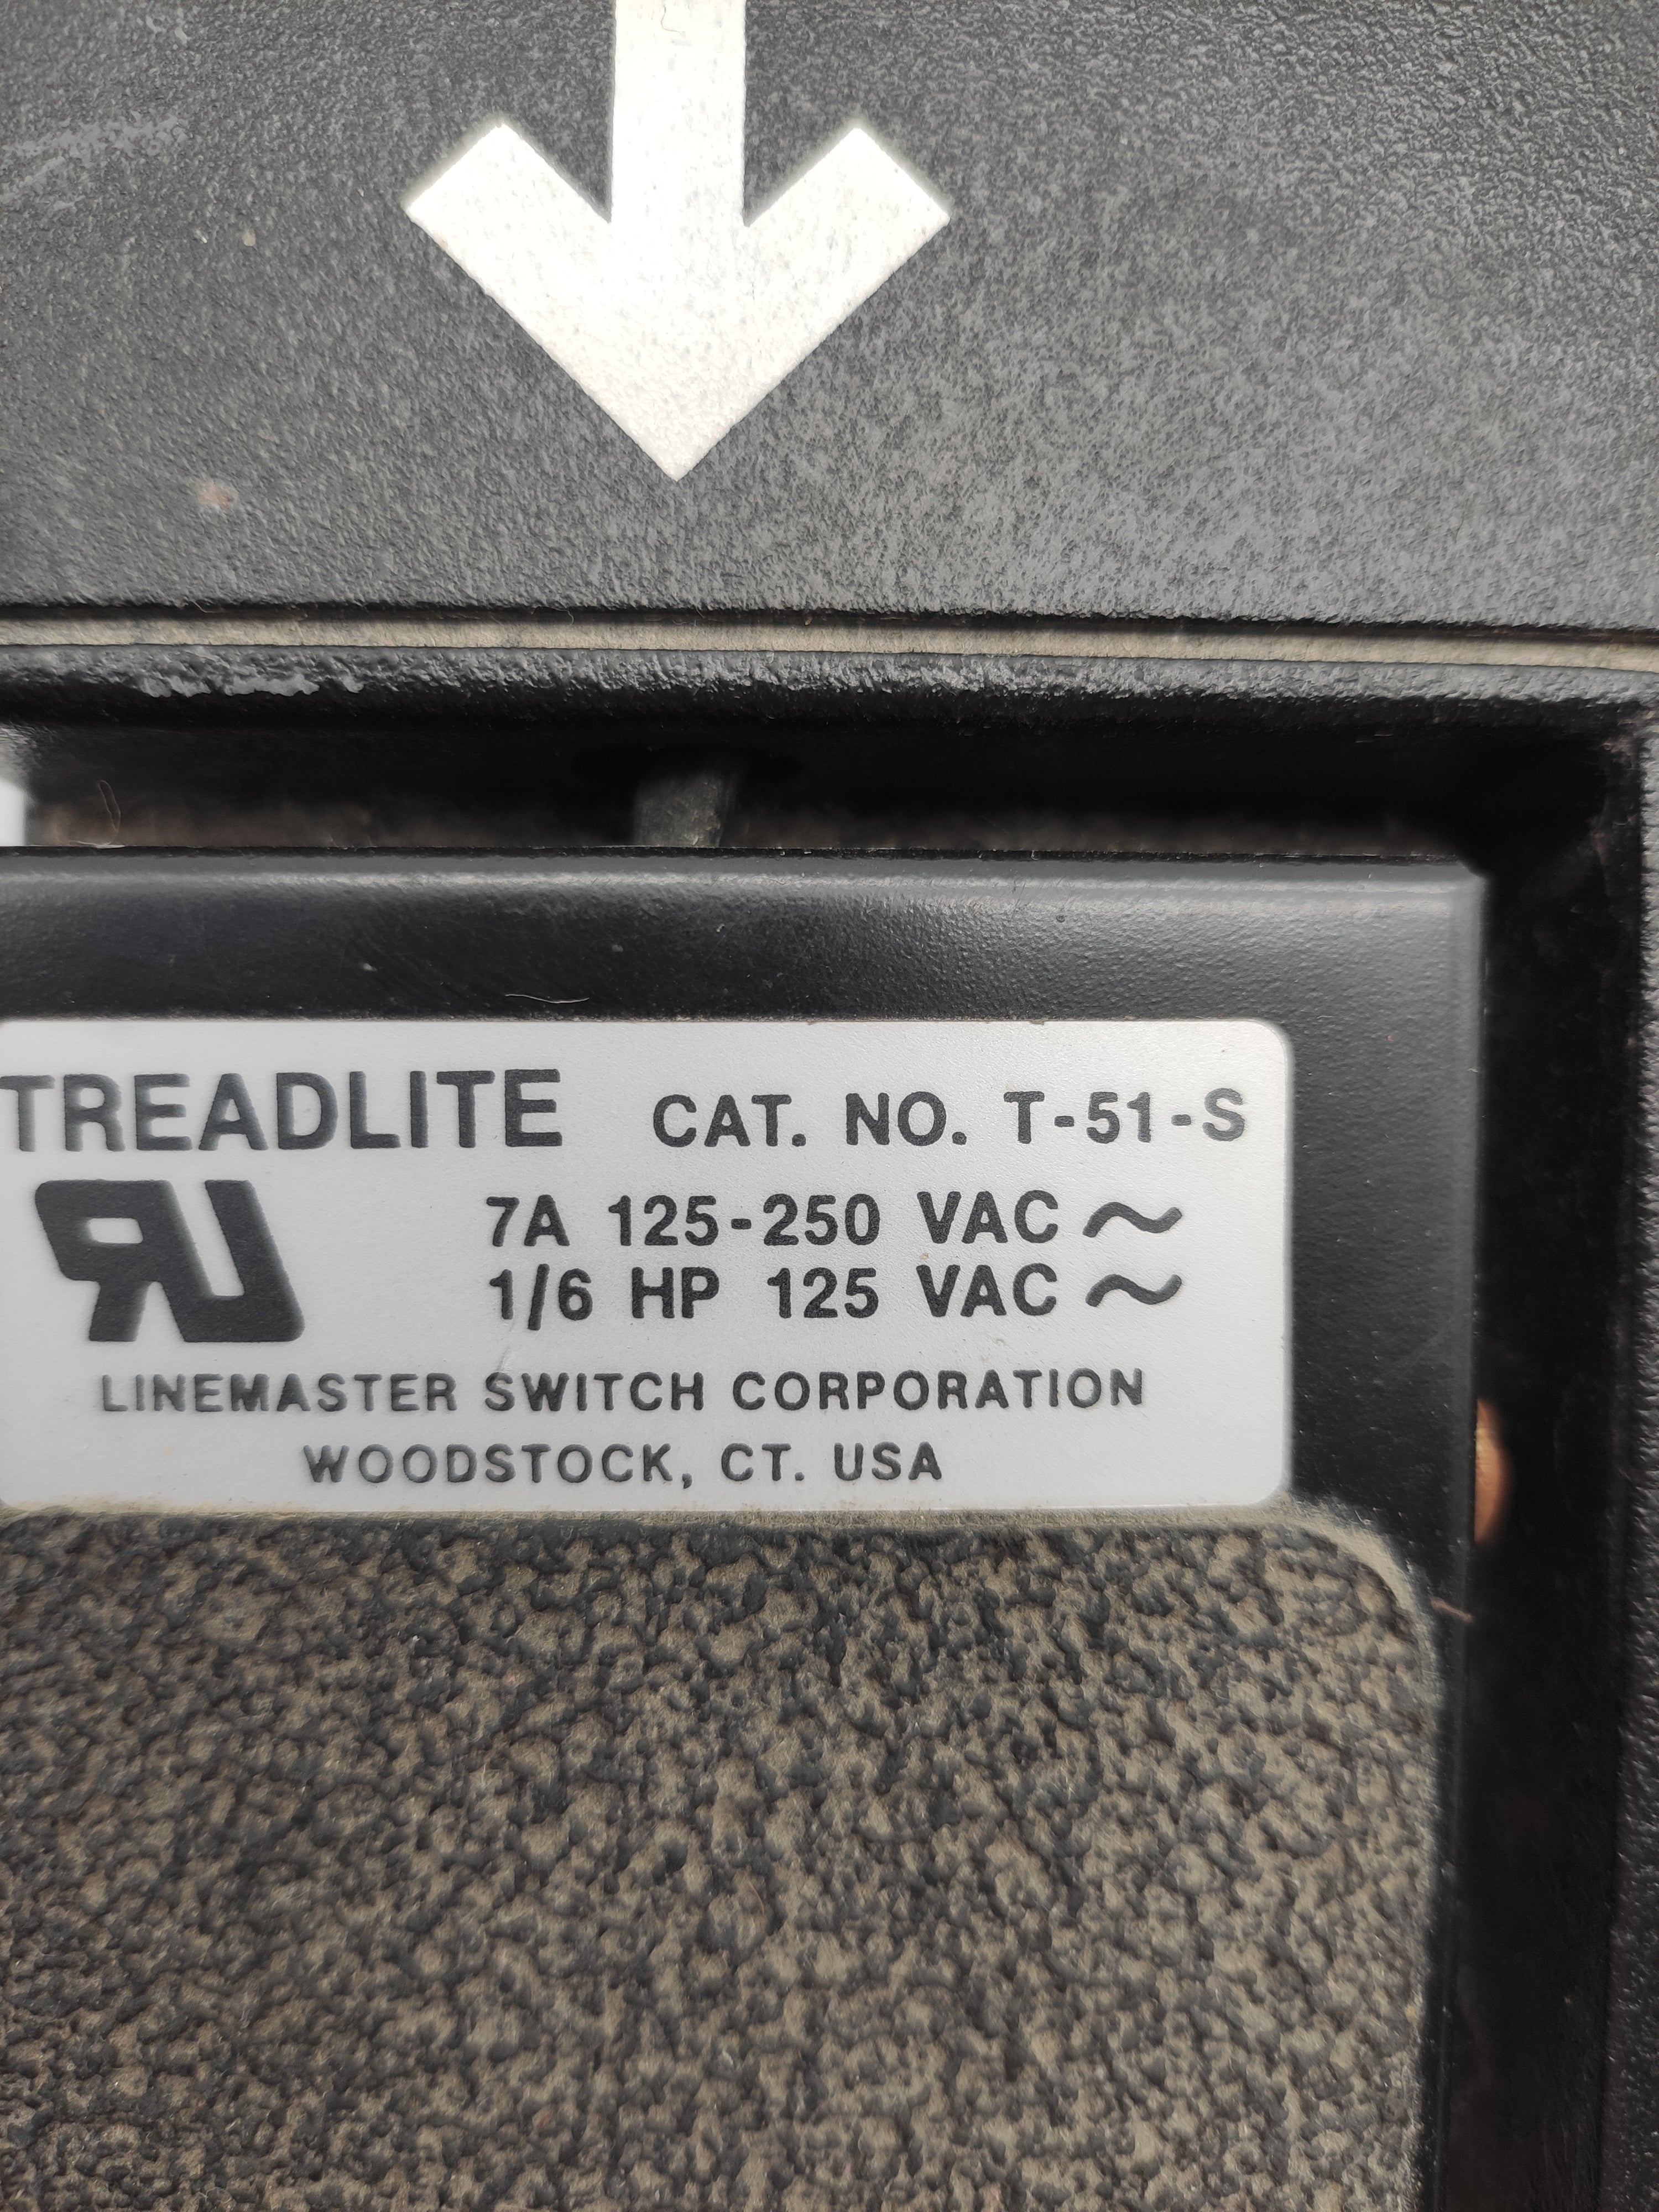 TREADLITE CAT. NO. T-51-S
7A 125-250 VAC ~
1/6 HP 125 VAC ~
LINEMASTER SWITCH CORPORATION
WOODSTOCK, CT. USA